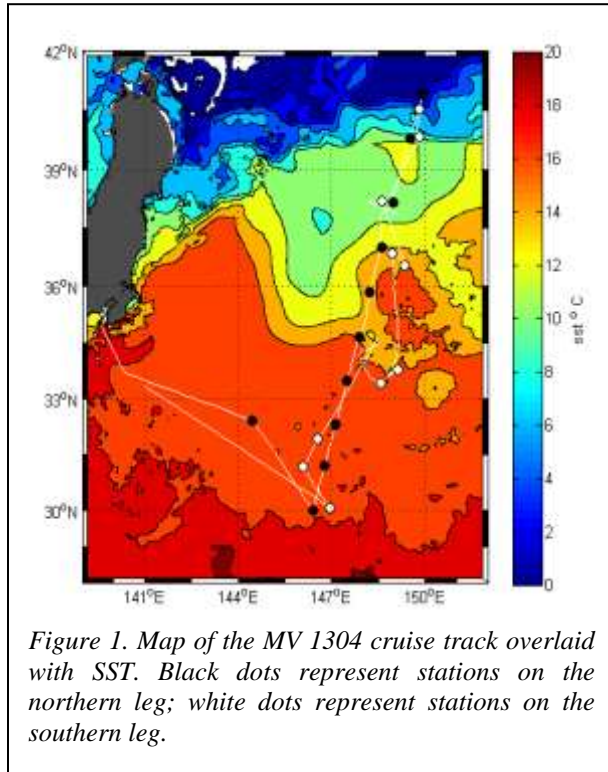 42°N
39°N
36°N
33°N
30°N
141°E 144°E 147°E 150°E
20
18
16
14
12
10
8
6
4
2
0
sst °C
Figure 1. Map of the MV 1304 cruise track overlaid
with SST. Black dots represent stations on the
northern leg; white dots represent stations on the
southern leg.